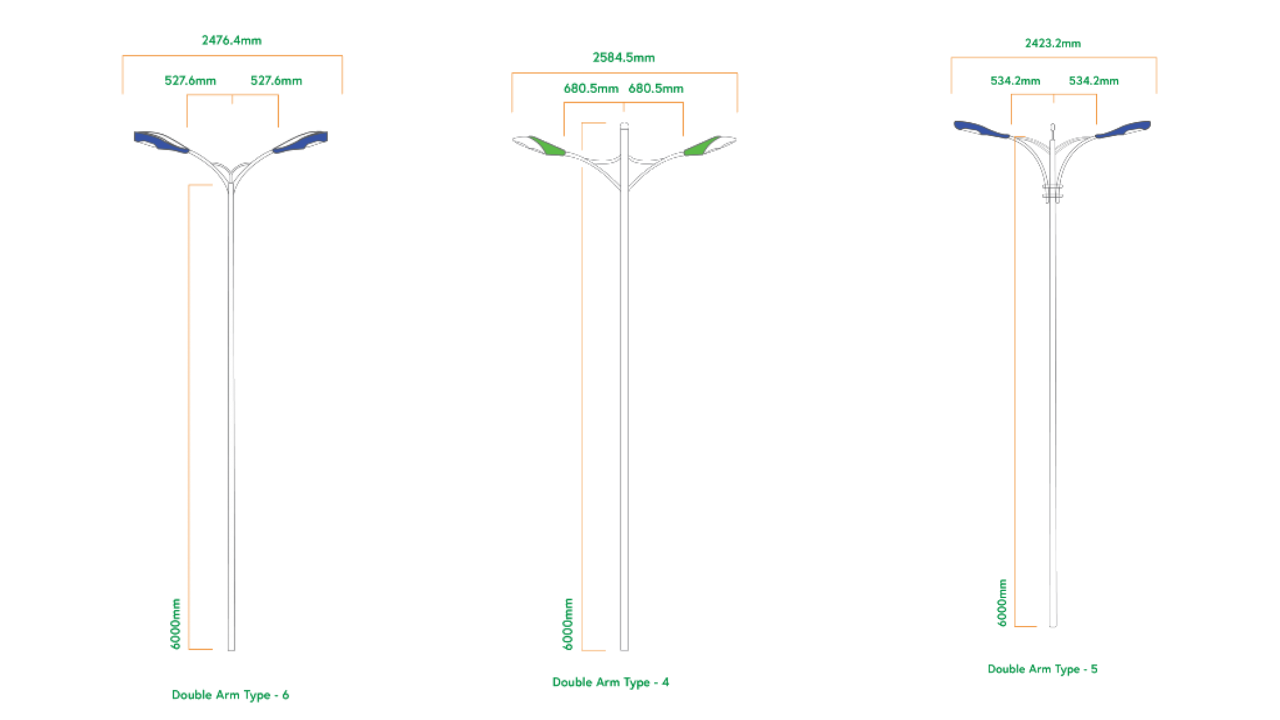 2476.4mm
527.6mm 527.6mm
6000mm
Double Arm Type - 6
2584.5mm
680.5mm 680.5mm
6000mm
Double Arm Type - 4
2423.2mm
534.2mm 534.2mm
6000mm
Double Arm Type - 5